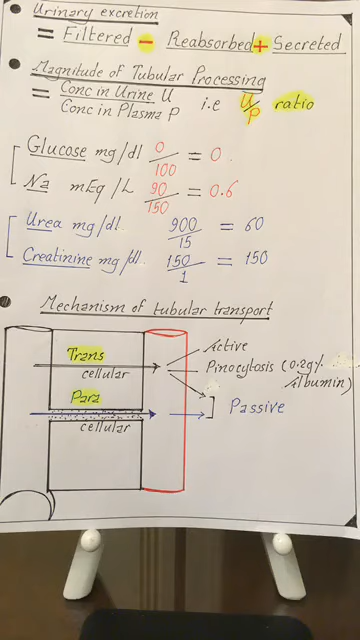 Urinary excretion
= Filtered - Reabsorbed + Secreted
Magnitude of Tubular Processing
= Conc in Urine U i.e U/P ratio
Conc in Plasma P
Glucose mg/dl 0/100 = 0.
Na mEq/L 90/150 = 0.6
Urea mg/dl. 900/15 = 60
Creatinine mg/dl. 150/1 = 150
Mechanism of tubular transport
Trans
cellular
Active
Pinocytosis (0.2g%
Albumin)
Para
cellular
Passive